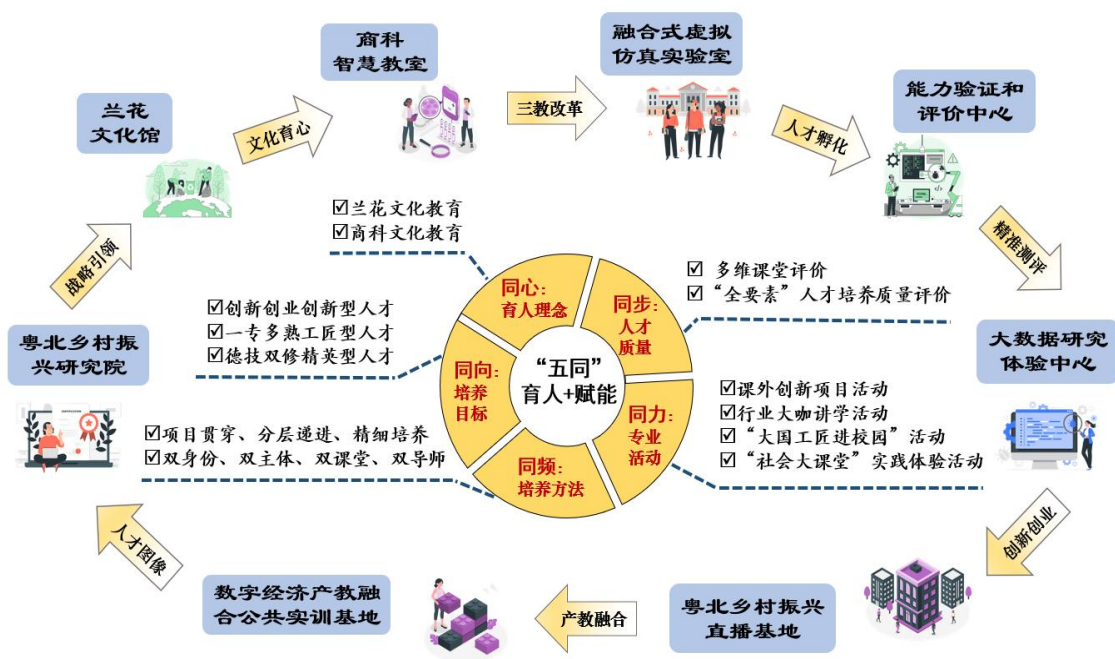 商科
智慧教室
融合式虚拟
仿真实验室
兰花
文化馆
能力验证和
评价中心
文化育心
三教改革
人才孵化
☑兰花文化教育
☑商科文化教育
战略引领
精准测评
☑ 多维课堂评价
☑ “全要素”人才培养质量评价
同心：
育人理念
同步：
人才
质量
☑创新创业创新型人才
☑一专多熟工匠型人才
☑德技双修精英型人才
粤北乡村振
兴研究院
大数据研究
体验中心
“五同”
育人+赋能
同向：
培养
目标
同力：
专业
活动
☑课外创新项目活动
☑行业大咖讲学活动
☑“大国工匠进校园”活动
☑“社会大课堂”实践体验活动
☑项目贯穿、分层递进、精细培养
☑双身份、双主体、双课堂、双导师
同频：
培养方法
人才图像
创新创业
数字经济产教融
合公共实训基地
产教融合
粤北乡村振兴
直播基地